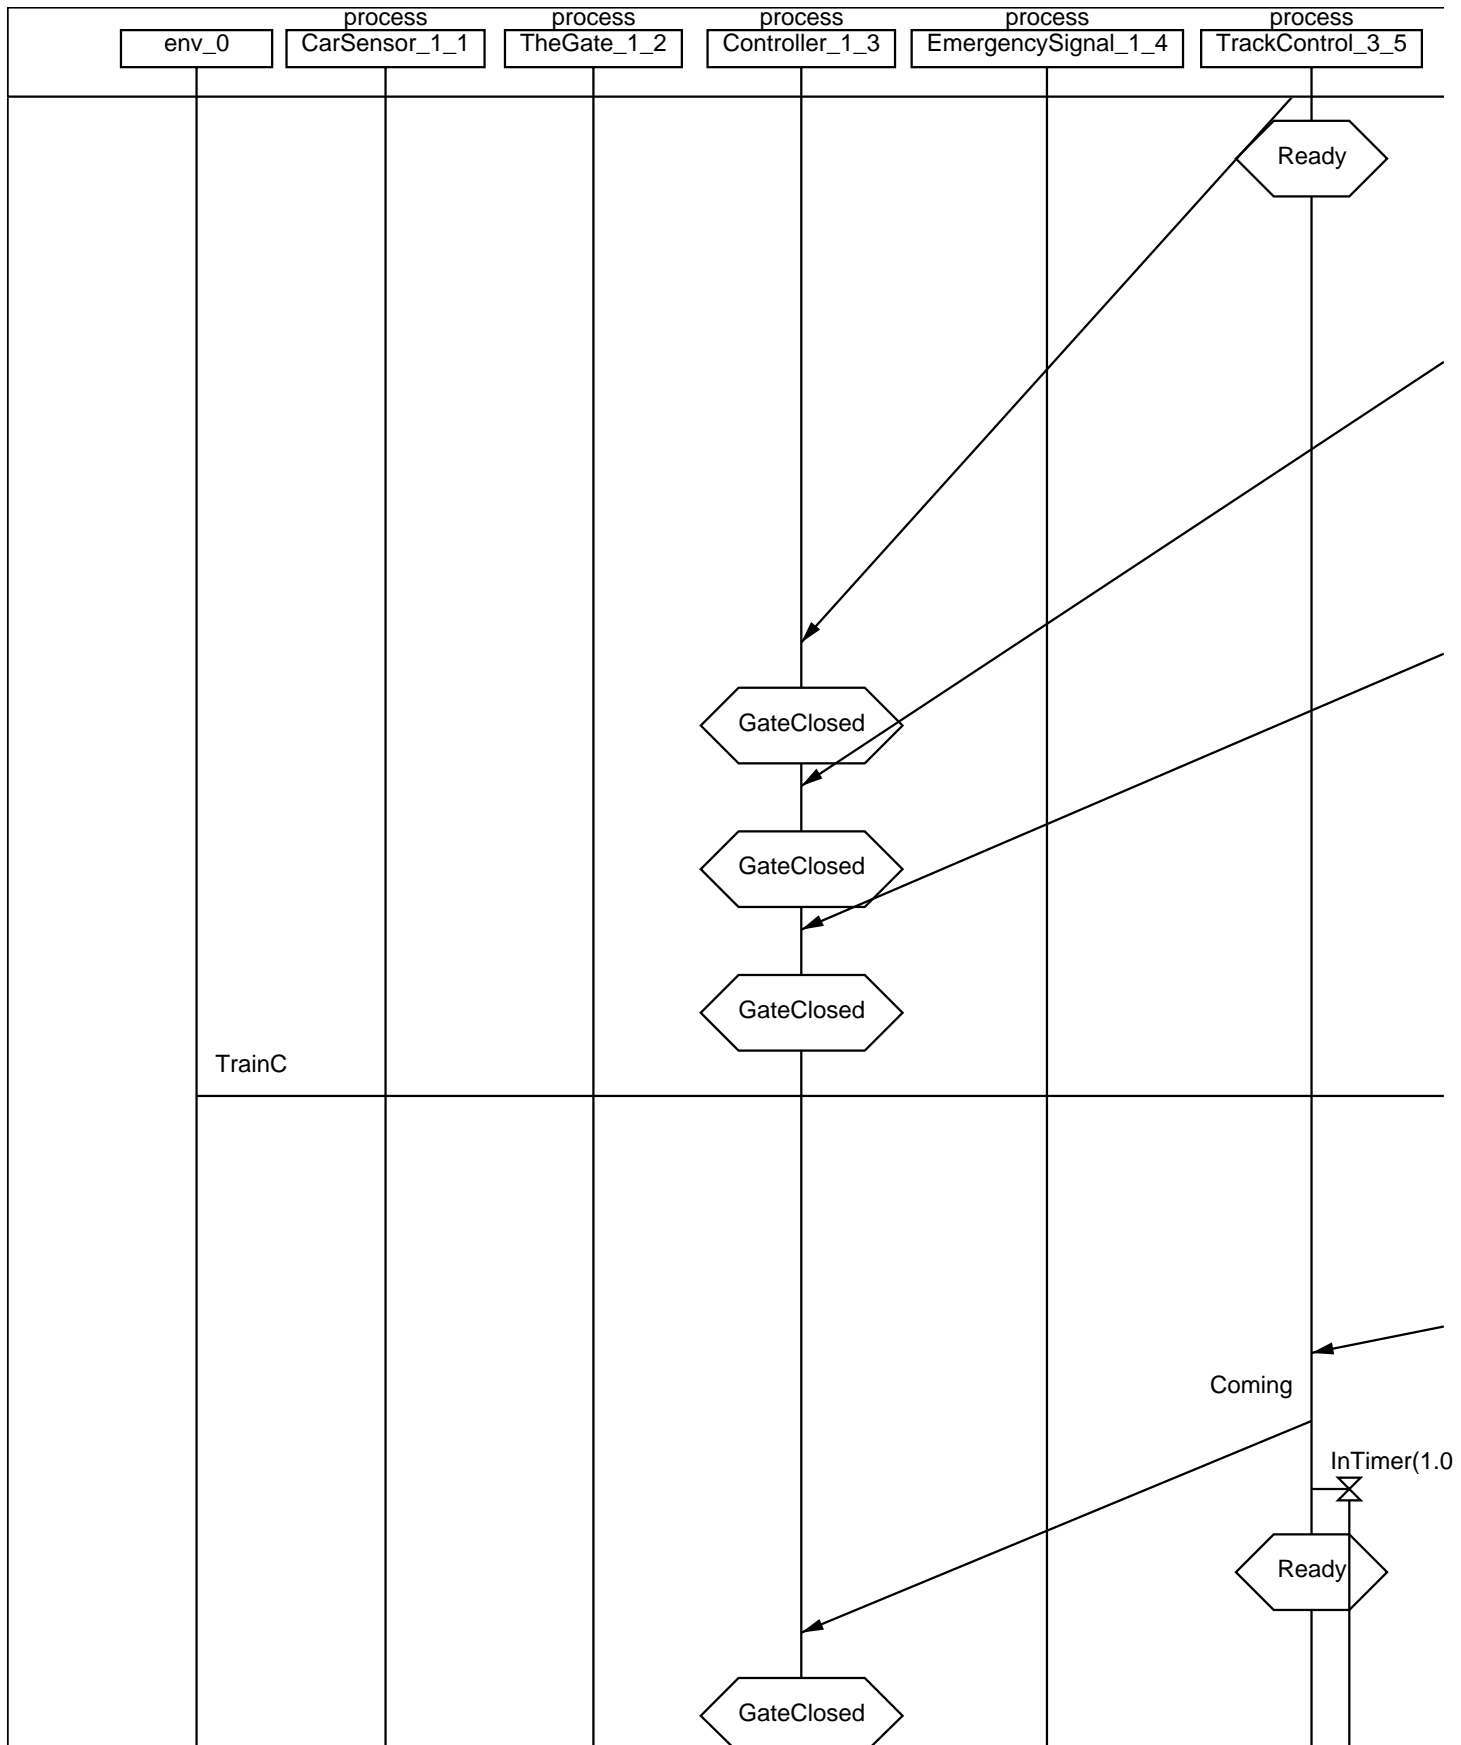 process process process process process
env_0 CarSensor_1_1 TheGate_1_2 Controller_1_3 EmergencySignal_1_4 TrackControl_3_5
Ready
GateClosed
GateClosed
GateClosed
TrainC
Coming
InTimer(1.0
Ready
GateClosed